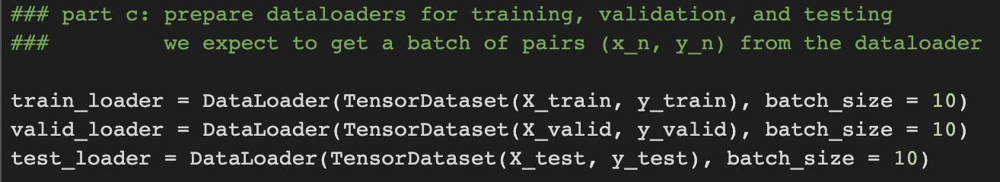 ### part c: prepare dataloaders for training, validation, and testing
###         we expect to get a batch of pairs (x_n, y_n) from the dataloader
train_loader = DataLoader(TensorDataset(X_train, y_train), batch_size = 10)
valid_loader = DataLoader(TensorDataset(X_valid, y_valid), batch_size = 10)
test_loader = DataLoader(TensorDataset(X_test, y_test), batch_size = 10)